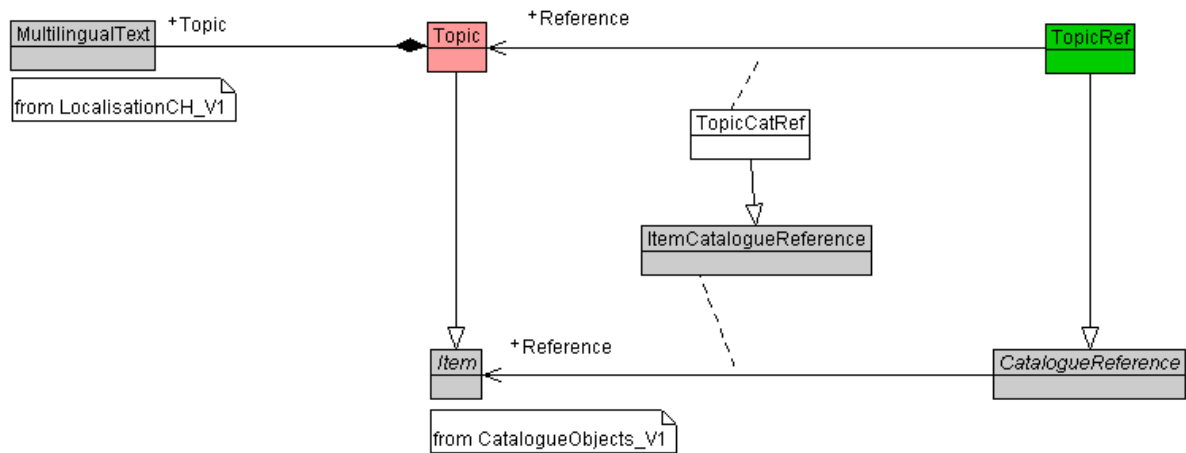 MultilingualText
+Topic
Topic
+Reference
TopicRef
from LocalisationCH_V1
TopicCatRef
ItemCatalogueReference
+Reference
Item
CatalogueReference
from CatalogueObjects_V1